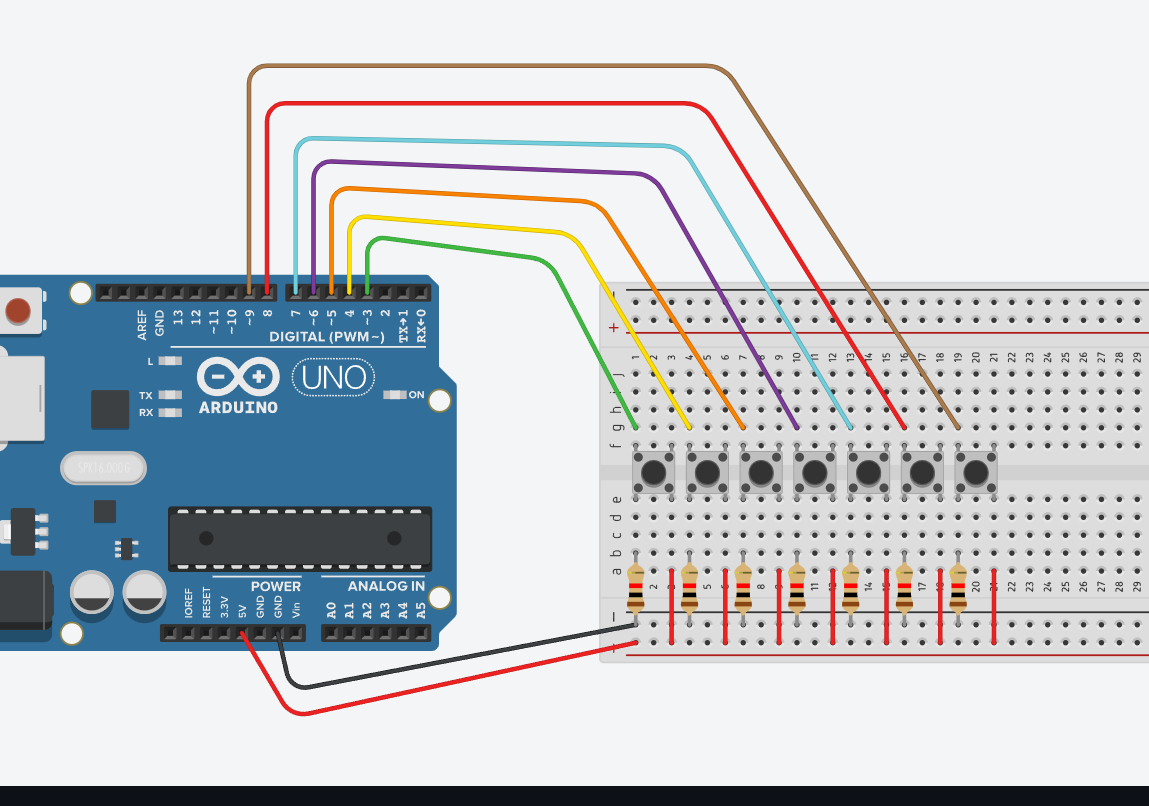 AREF
GND
13
12
~11
~10
~9
8
7
~6
~5
4
~3
2
TX→1
RX←0
DIGITAL (PWM ~)
L
TX
RX
UNO
ARDUINO
ON
SPK16.000G
IOREF
RESET
3.3V
5V
GND
GND
Vin
POWER
ANALOG IN
A0
A1
A2
A3
A4
A5
-
+
1 2 3 4 5 6 7 8 9 10 11 12 13 14 15 16 17 18 19 20 21 22 23 24 25 26 27 28 29
j
i
h
g
f
e
d
c
b
a
2 5 8 11 14 17 20 22 23 24 25 26 27 28 29
-